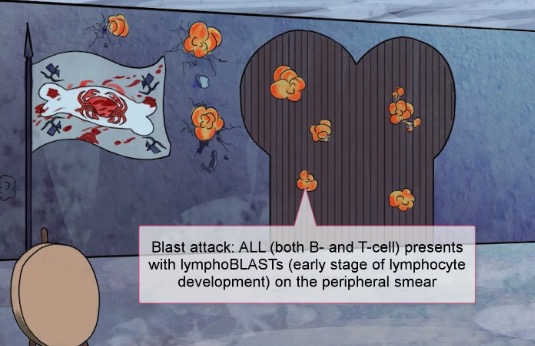 Blast attack: ALL (both B- and T-cell) presents
with lymphoBLASTs (early stage of lymphocyte
development) on the peripheral smear